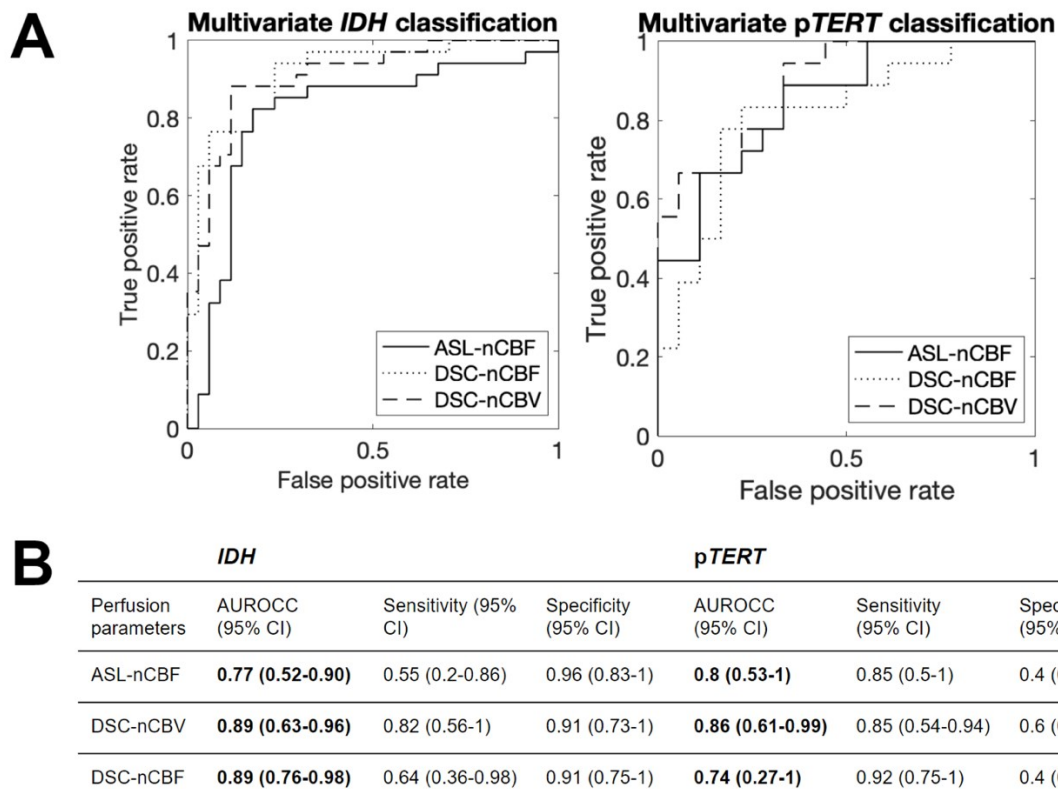 A
Multivariate IDH classification
Multivariate pTERT classification
1
0.8
0.6
0.4
0.2
0
True positive rate
0
0.5
1
False positive rate
ASL-nCBF
DSC-nCBF
DSC-nCBV
1
0.8
0.6
0.4
0.2
0
True positive rate
0
0.5
1
False positive rate
ASL-nCBF
DSC-nCBF
DSC-nCBV
B
IDH pTERT
Perfusion AUROCC Sensitivity (95% Specificity AUROCC Sensitivity
parameters (95% CI) CI) (95% CI) (95% CI) (95% CI) (95%
ASL-nCBF 0.77 (0.52-0.90) 0.55 (0.2-0.86) 0.96 (0.83-1) 0.8 (0.53-1) 0.85 (0.5-1) 0.4
DSC-nCBV 0.89 (0.63-0.96) 0.82 (0.56-1) 0.91 (0.73-1) 0.86 (0.61-0.99) 0.85 (0.54-0.94) 0.6
DSC-nCBF 0.89 (0.76-0.98) 0.64 (0.36-0.98) 0.91 (0.75-1) 0.74 (0.27-1) 0.92 (0.75-1) 0.4